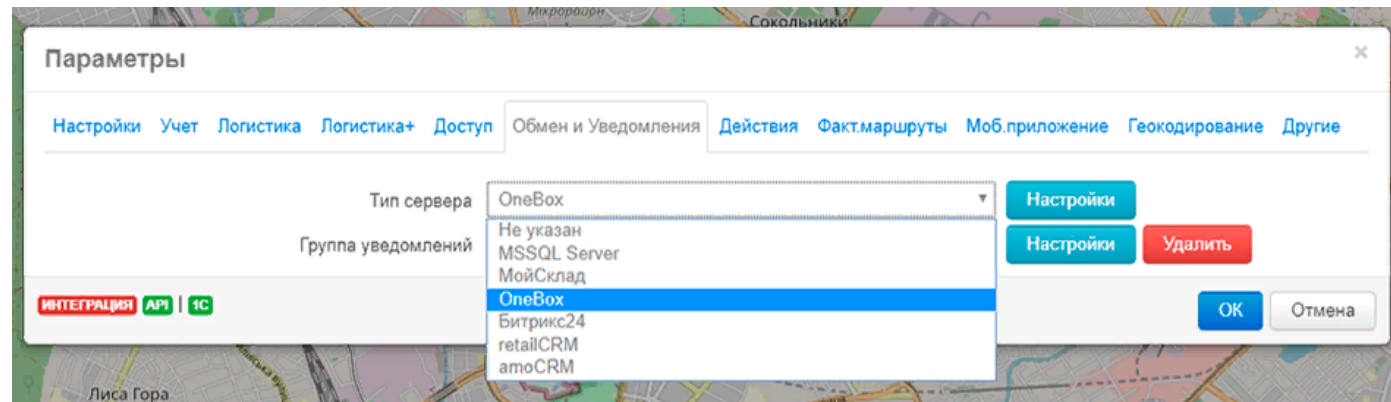 Мікрорайон
Сокольники
Параметры ×
Настройки Учет Логистика Логистика+ Доступ Обмен и Уведомления Действия Факт.маршруты Моб.приложение Геокодирование Другие
Тип сервера OneBox Настройки
Не указан
Группа уведомлений Настройки Удалить
MSSQL Server
МойСклад
OneBox
ИНТЕГРАЦИЯ API | 1C OK Отмена
Битрикс24
retailCRM
amoCRM
Лиса Гора